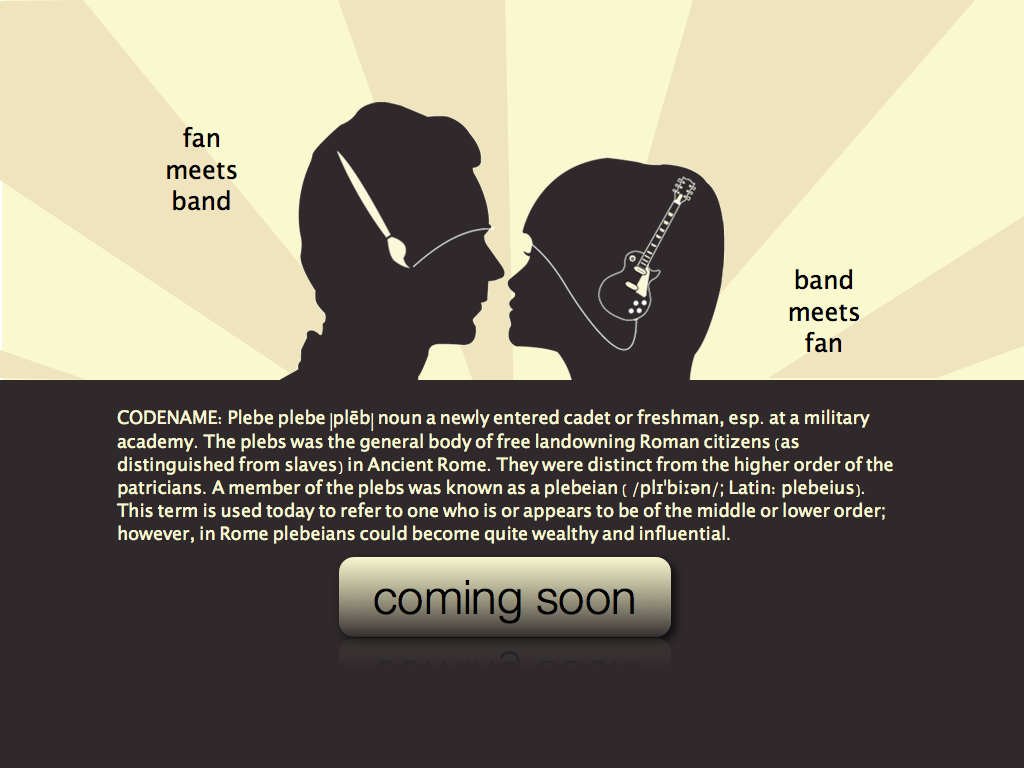 fan
meets
band
band
meets
fan
CODENAME: Plebe plebe |plēb| noun a newly entered cadet or freshman, esp. at a military
academy. The plebs was the general body of free landowning Roman citizens (as
distinguished from slaves) in Ancient Rome. They were distinct from the higher order of the
patricians. A member of the plebs was known as a plebeian ( /plɪ'biːən/; Latin: plebeius).
This term is used today to refer to one who is or appears to be of the middle or lower order;
however, in Rome plebeians could become quite wealthy and influential.
coming soon